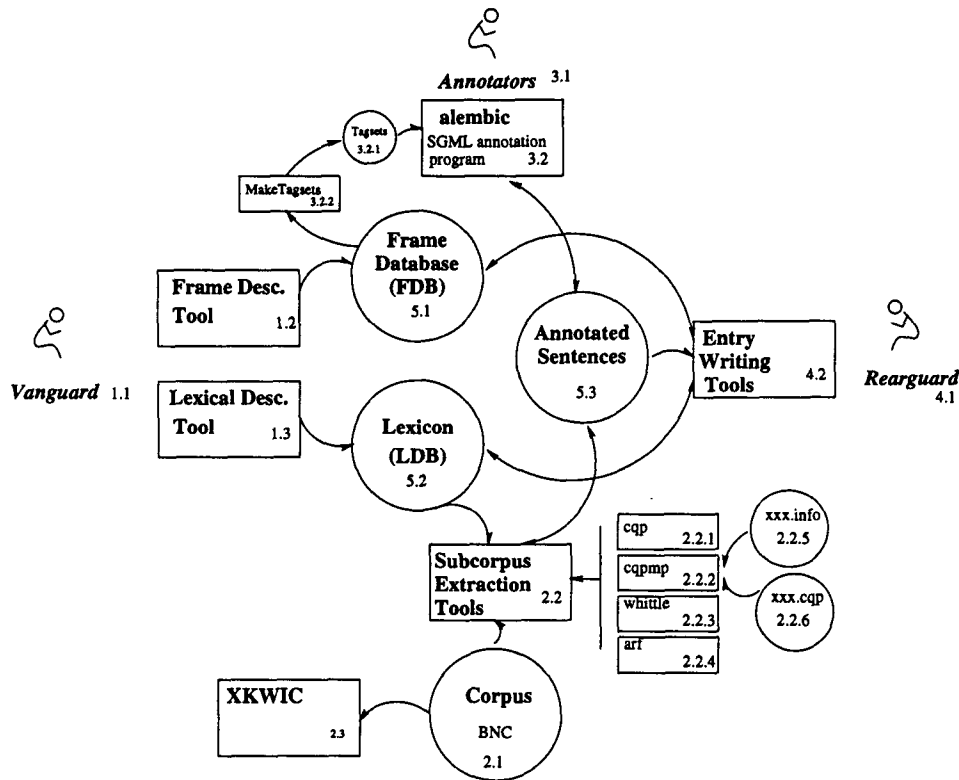 Annotators 3.1
alembic
SGML annotation
program 3.2
Tagsets
3.2.1
MakeTagsets
3.2.2
Frame
Database
(FDB)
5.1
Frame Desc.
Tool
1.2
Vanguard 1.1
Lexical Desc.
Tool
1.3
Lexicon
(LDB)
5.2
Annotated
Sentences
5.3
Entry
Writing
Tools
4.2
Rearguard
4.1
Subcorpus
Extraction
Tools
2.2
cqp
2.2.1
cqpmp
2.2.2
whittle
2.2.3
arf
2.2.4
xxx.info
2.2.5
xxx.cqp
2.2.6
XKWIC
2.3
Corpus
BNC
2.1